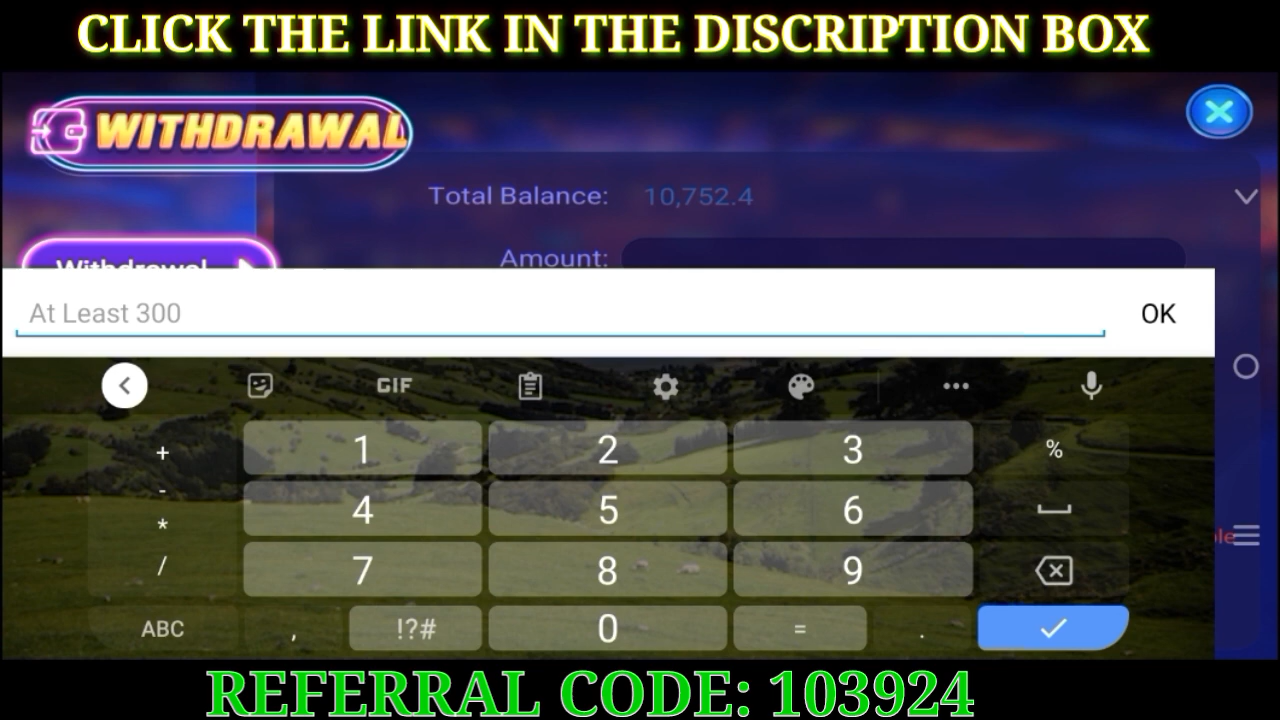 CLICK THE LINK IN THE DISCRIPTION BOX
WITHDRAWAL
Total Balance: 10,752.4
Amount:
Withdrawal
At Least 300
OK
GIF
+ 1 2 3 %
-
* 4 5 6
/ 7 8 9
ABC , !?# 0 = .
REFERRAL CODE: 103924